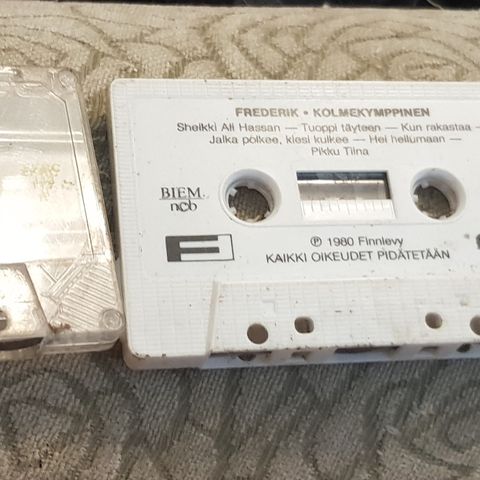 FREDERIK • KOLMEKYMPPINEN
Sheikki Ali Hassan — Tuoppi täyteen — Kun rakastaa —
Jalka polkee, kiesi kulkee — Hei heilumaan —
Pikku Tiina
BIEM
ncb
F
℗ 1980 Finnlevy
KAIKKI OIKEUDET PIDÄTETÄÄN